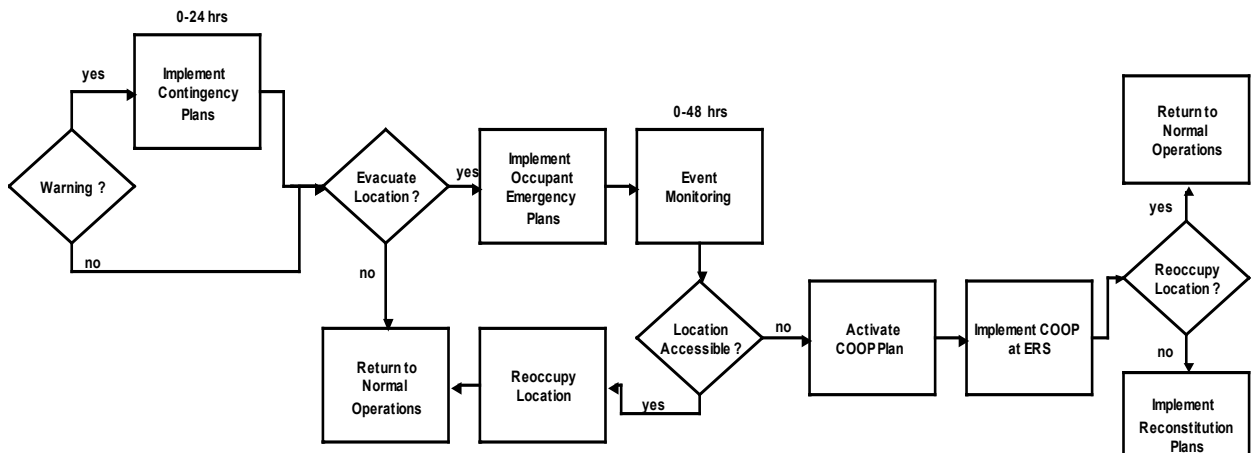 0-24 hrs
yes
Implement
Contingency
Plans
Warning ?
no
Evacuate
Location ?
yes
no
Implement
Occupant
Emergency
Plans
0-48 hrs
Event
Monitoring
Location
Accessible ?
no
yes
Reoccupy
Location
Return to
Normal
Operations
Activate
COOP Plan
Implement COOP
at ERS
Reoccupy
Location ?
yes
Return to
Normal
Operations
no
Implement
Reconstitution
Plans